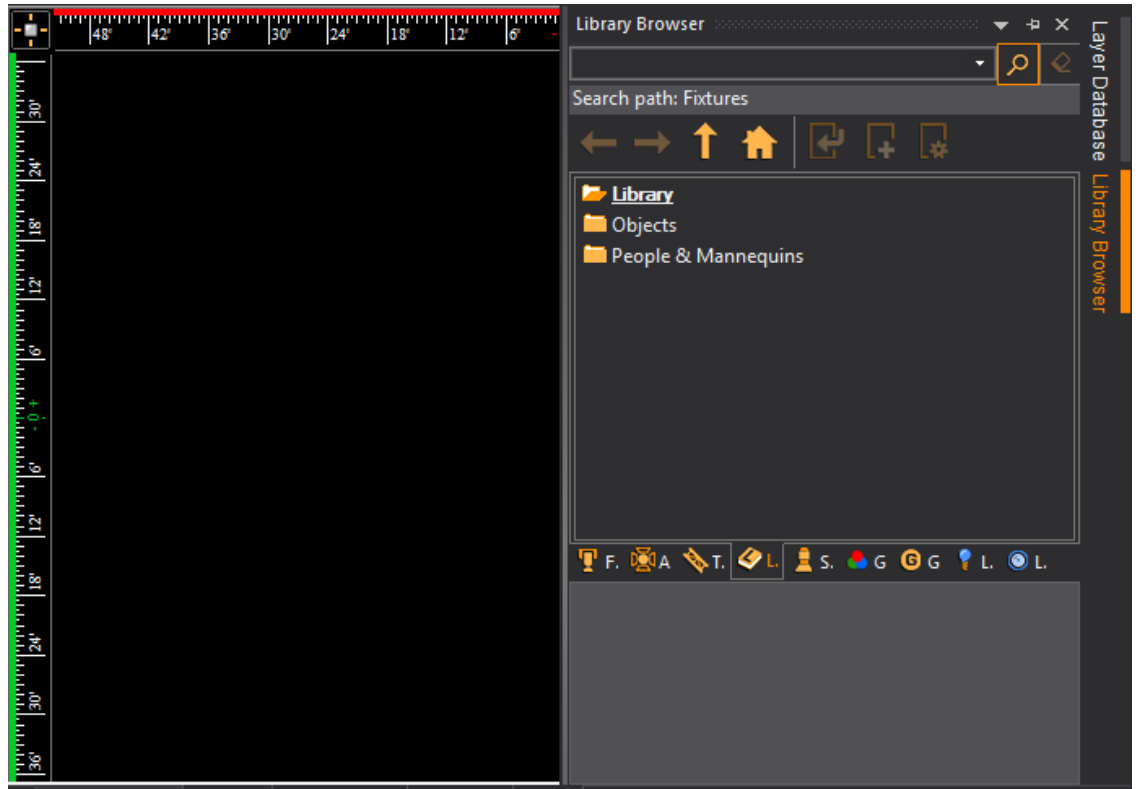 48' 42' 36' 30' 24' 18' 12' 6' -
Library Browser
Search path: Fixtures
Library
Objects
People & Mannequins
F. A T. L. S. G G L. L.
Layer Database
Library Browser
30'
24'
18'
12'
6'
- 0 +
6'
12'
18'
24'
30'
36'